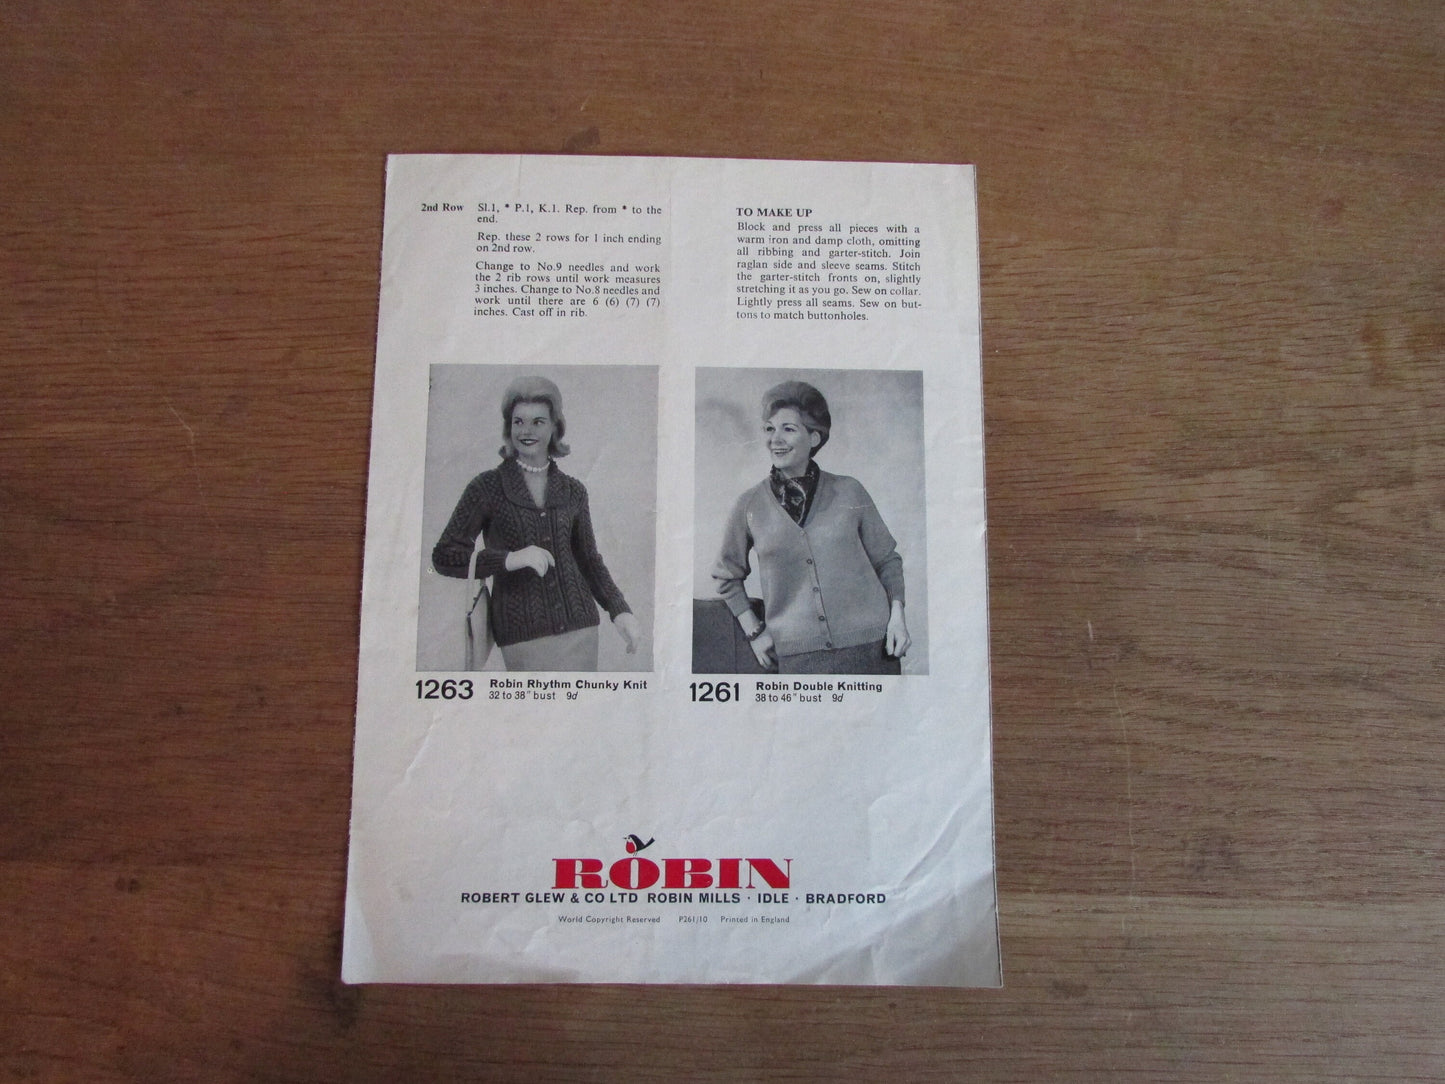 2nd Row Sl.1, * P.1, K.1. Rep. from * to the
end.
Rep. these 2 rows for 1 inch ending
on 2nd row.
Change to No.9 needles and work
the 2 rib rows until work measures
3 inches. Change to No.8 needles and
work until there are 6 (6) (7) (7)
inches. Cast off in rib.
TO MAKE UP
Block and press all pieces with a
warm iron and damp cloth, omitting
all ribbing and garter-stitch. Join
raglan side and sleeve seams. Stitch
the garter-stitch fronts on, slightly
stretching it as you go. Sew on collar.
Lightly press all seams. Sew on but-
tons to match buttonholes.
1263 Robin Rhythm Chunky Knit
32 to 38" bust 9d
1261 Robin Double Knitting
38 to 46" bust 9d
ROBIN
ROBERT GLEW & CO LTD ROBIN MILLS · IDLE · BRADFORD
World Copyright Reserved P261/10 Printed in England